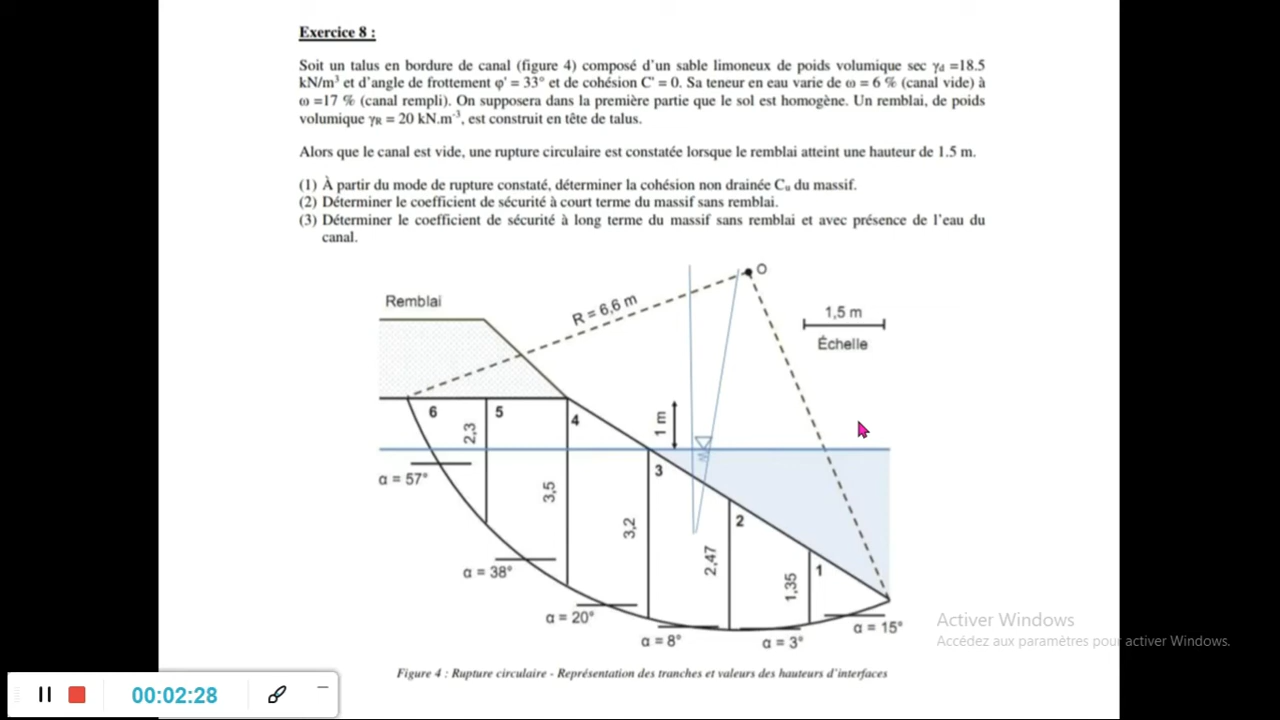 Exercice 8 :
Soit un talus en bordure de canal (figure 4) composé d'un sable limoneux de poids volumique sec γd =18.5
kN/m³ et d'angle de frottement φ' = 33° et de cohésion C' = 0. Sa teneur en eau varie de ω = 6 % (canal vide) à
ω =17 % (canal rempli). On supposera dans la première partie que le sol est homogène. Un remblai, de poids
volumique γR = 20 kN.m⁻³, est construit en tête de talus.
Alors que le canal est vide, une rupture circulaire est constatée lorsque le remblai atteint une hauteur de 1.5 m.
(1) À partir du mode de rupture constaté, déterminer la cohésion non drainée Cu du massif.
(2) Déterminer le coefficient de sécurité à court terme du massif sans remblai.
(3) Déterminer le coefficient de sécurité à long terme du massif sans remblai et avec présence de l'eau du
canal.
O
Remblai
R = 6,6 m
1,5 m
Échelle
6
5
4
2,3
1 m
3
α = 57°
3,5
3,2
2
2,47
1
1,35
α = 38°
α = 20°
α = 8°
α = 3°
α = 15°
Activer Windows
Accédez aux paramètres pour activer Windows.
Figure 4 : Rupture circulaire - Représentation des tranches et valeurs des hauteurs d'interfaces
00:02:28